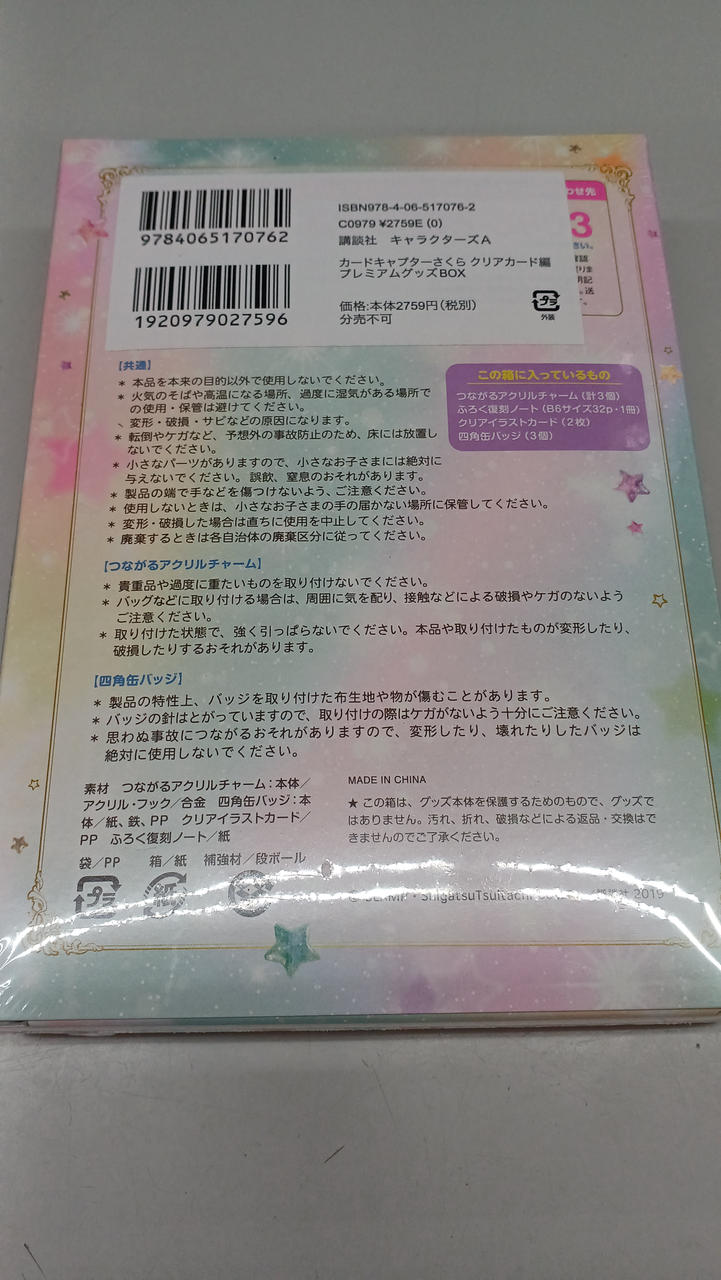 ISBN978-4-06-517076-2
C0979 ¥2759E (0)
講談社 キャラクターズA
9784065170762
カードキャプターさくら クリアカード編
プレミアムグッズBOX
1920979027596
価格:本体2759円(税別)
分売不可
プラ
外装
わせ先
3
さい。
明記
送
す。
【共通】
* 本品を本来の目的以外で使用しないでください。
* 火気のそばや高温になる場所、過度に湿気がある場所で
の使用・保管は避けてください。
変形・破損・サビなどの原因になります。
* 転倒やケガなど、予想外の事故防止のため、床には放置し
ないでください。
* 小さなパーツがありますので、小さなお子さまには絶対に
与えないでください。誤飲、窒息のおそれがあります。
* 製品の端で手などを傷つけないよう、ご注意ください。
* 使用しないときは、小さなお子さまの手の届かない場所に保管してください。
* 変形・破損した場合は直ちに使用を中止してください。
* 廃棄するときは各自治体の廃棄区分に従ってください。
この箱に入っているもの
つながるアクリルチャーム(計3個)
ふろく復刻ノート(B6サイズ32p・1冊)
クリアイラストカード(2枚)
四角缶バッジ(3個)
【つながるアクリルチャーム】
* 貴重品や過度に重たいものを取り付けないでください。
* バッグなどに取り付ける場合は、周囲に気を配り、接触などによる破損やケガのないよう
ご注意ください。
* 取り付けた状態で、強く引っぱらないでください。本品や取り付けたものが変形したり、
破損したりするおそれがあります。
【四角缶バッジ】
* 製品の特性上、バッジを取り付けた布生地や物が傷むことがあります。
* バッジの針はとがっていますので、取り付けの際はケガがないよう十分にご注意ください。
* 思わぬ事故につながるおそれがありますので、変形したり、壊れたりしたバッジは
絶対に使用しないでください。
素材 つながるアクリルチャーム:本体/
アクリル・フック/合金 四角缶バッジ:本
体/紙、鉄、PP クリアイラストカード/
PP ふろく復刻ノート/紙
袋/PP 箱/紙 補強材/段ボール
プラ 紙
MADE IN CHINA
★ この箱は、グッズ本体を保護するためのもので、グッズで
はありません。汚れ、折れ、破損などによる返品・交換はで
きませんのでご了承ください。
© CLAMP・ShigatsuTsuitachi 講談社 2019